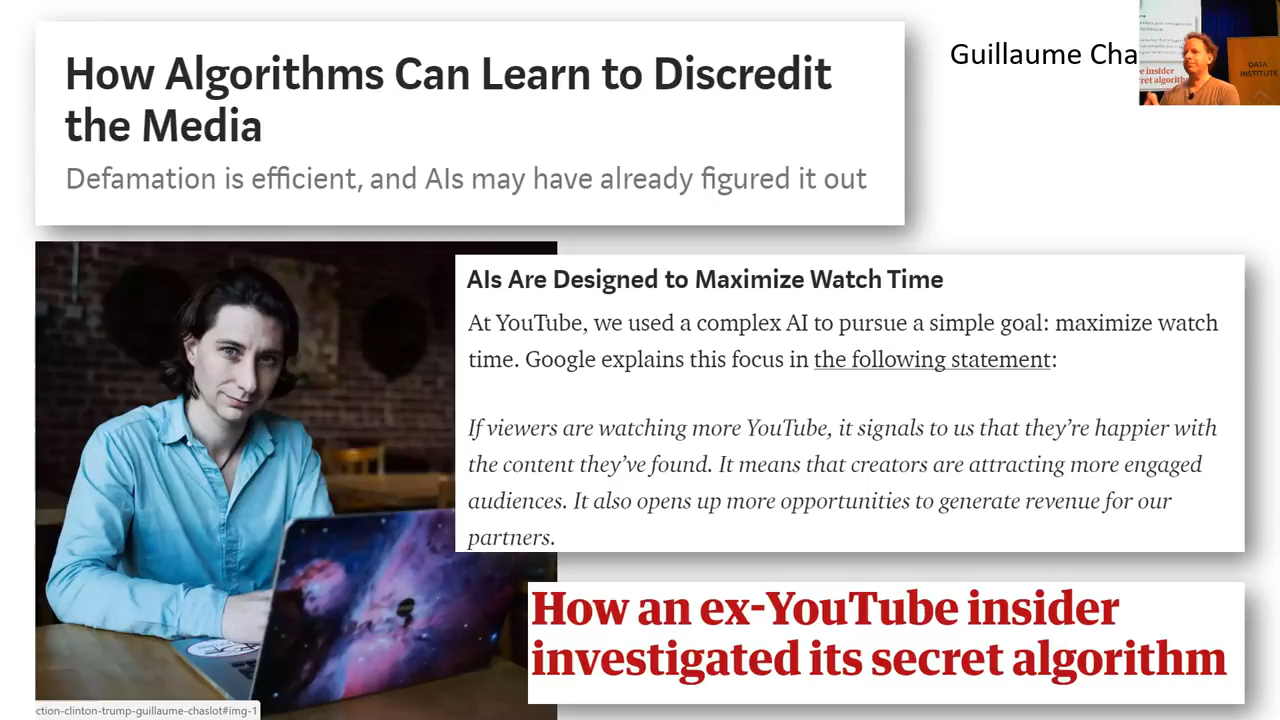 How Algorithms Can Learn to Discredit
the Media
Defamation is efficient, and AIs may have already figured it out
Guillaume Cha
e insider
cret algorith
DATA
INSTITUTE
AIs Are Designed to Maximize Watch Time
At YouTube, we used a complex AI to pursue a simple goal: maximize watch
time. Google explains this focus in the following statement:
If viewers are watching more YouTube, it signals to us that they’re happier with
the content they’ve found. It means that creators are attracting more engaged
audiences. It also opens up more opportunities to generate revenue for our
partners.
How an ex-YouTube insider
investigated its secret algorithm
ction-clinton-trump-guillaume-chaslot#img-1